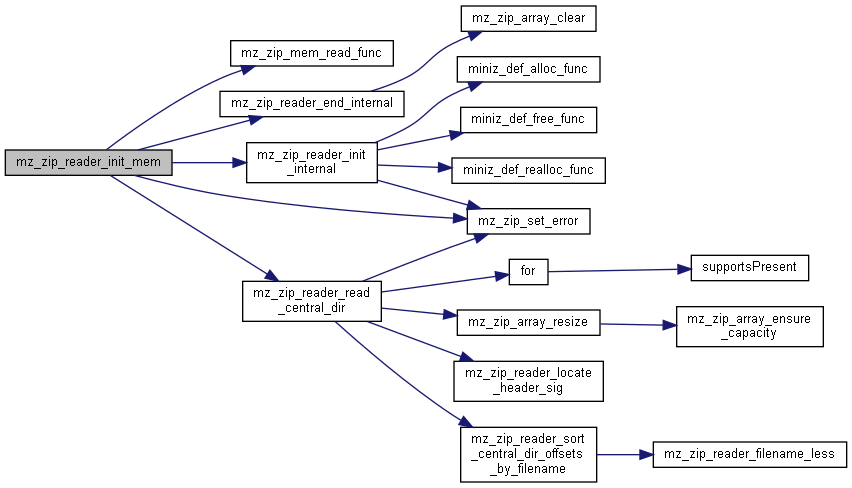 mz_zip_array_clear
mz_zip_mem_read_func
miniz_def_alloc_func
mz_zip_reader_end_internal
miniz_def_free_func
mz_zip_reader_init_mem
mz_zip_reader_init
_internal
miniz_def_realloc_func
mz_zip_set_error
for
supportsPresent
mz_zip_reader_read
_central_dir
mz_zip_array_resize
mz_zip_array_ensure
_capacity
mz_zip_reader_locate
_header_sig
mz_zip_reader_sort
_central_dir_offsets
_by_filename
mz_zip_reader_filename_less